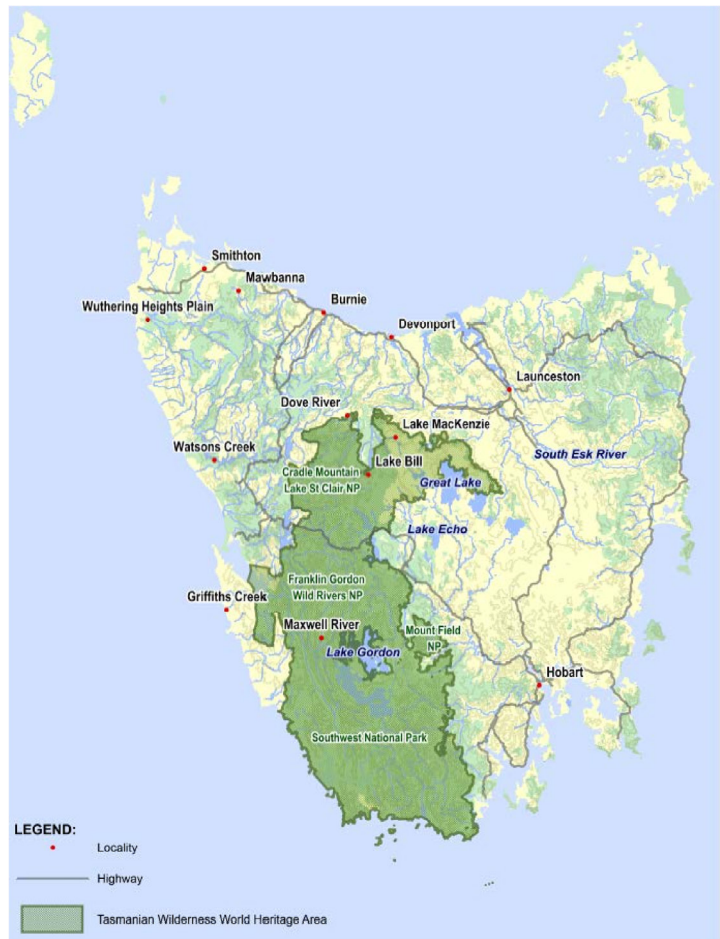 Smithton
Mawbanna
Burnie
Wuthering Heights Plain
Devonport
Launceston
Dove River
Lake MacKenzie
Watsons Creek
South Esk River
Lake Bill
Cradle Mountain
Lake St Clair NP
Great Lake
Lake Echo
Franklin Gordon
Wild Rivers NP
Griffiths Creek
Maxwell River
Mount Field
NP
Lake Gordon
Hobart
Southwest National Park
LEGEND:
Locality
Highway
Tasmanian Wilderness World Heritage Area